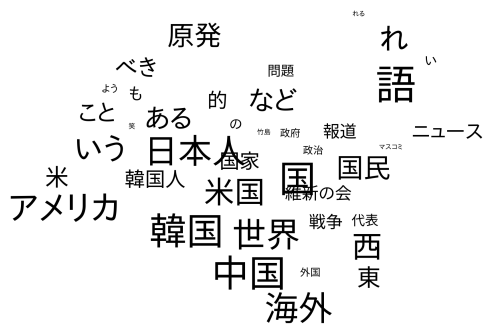 れる
原発
れ
べき
い
問題
語
よう
も
的
など
こと
ある
の
笑
竹島
政府
報道
ニュース
いう
日本人
政治
マスコミ
国家
国民
米
韓国人
国
米国
維新の会
アメリカ
韓国
世界
戦争
代表
西
中国
外国
東
海外